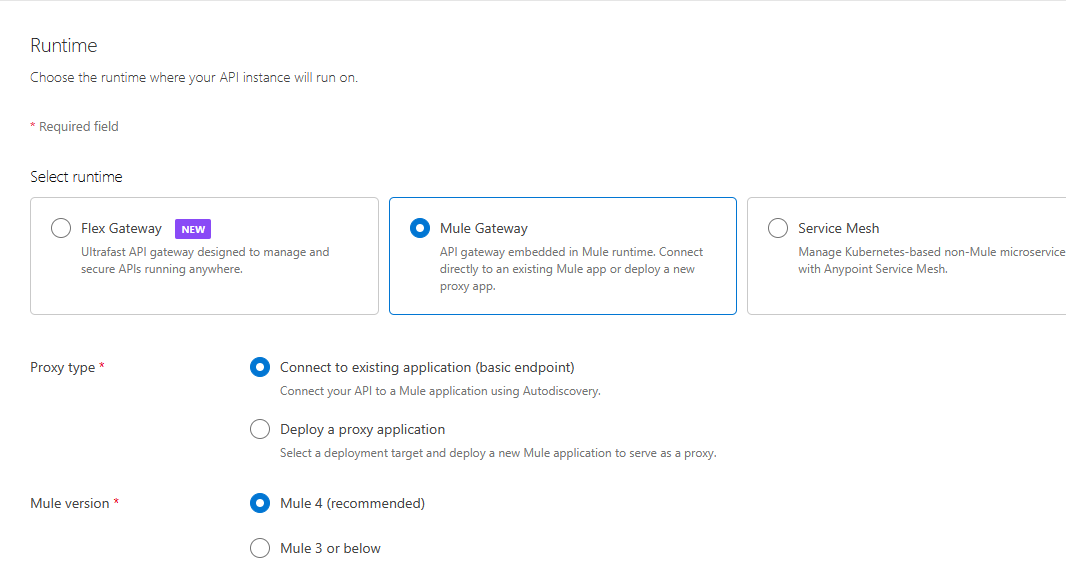 Runtime
Choose the runtime where your API instance will run on.
* Required field
Select runtime
Flex Gateway NEW
Ultrafast API gateway designed to manage and
secure APIs running anywhere.
Mule Gateway
API gateway embedded in Mule runtime. Connect
directly to an existing Mule app or deploy a new
proxy app.
Service Mesh
Manage Kubernetes-based non-Mule microservice
with Anypoint Service Mesh.
Proxy type *
Connect to existing application (basic endpoint)
Connect your API to a Mule application using Autodiscovery.
Deploy a proxy application
Select a deployment target and deploy a new Mule application to serve as a proxy.
Mule version *
Mule 4 (recommended)
Mule 3 or below